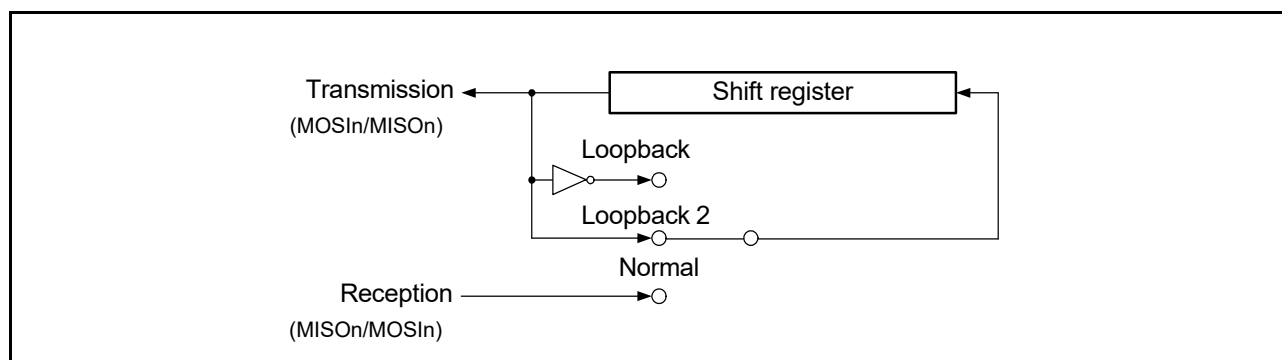 Transmission
(MOSIn/MISOn)
Shift register
Loopback
Loopback 2
Normal
Reception
(MISOn/MOSIn)